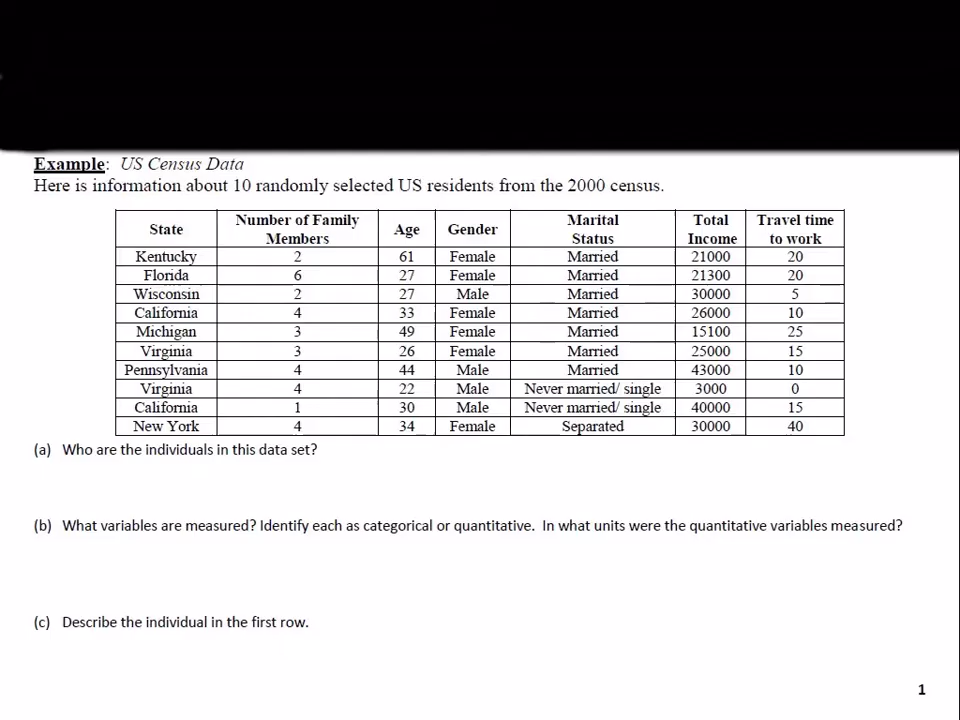 Example: US Census Data
Here is information about 10 randomly selected US residents from the 2000 census.
State Number of Family Members Age Gender Marital Status Total Income Travel time to work
Kentucky 2 61 Female Married 21000 20
Florida 6 27 Female Married 21300 20
Wisconsin 2 27 Male Married 30000 5
California 4 33 Female Married 26000 10
Michigan 3 49 Female Married 15100 25
Virginia 3 26 Female Married 25000 15
Pennsylvania 4 44 Male Married 43000 10
Virginia 4 22 Male Never married/ single 3000 0
California 1 30 Male Never married/ single 40000 15
New York 4 34 Female Separated 30000 40
(a) Who are the individuals in this data set?
(b) What variables are measured? Identify each as categorical or quantitative. In what units were the quantitative variables measured?
(c) Describe the individual in the first row.
1